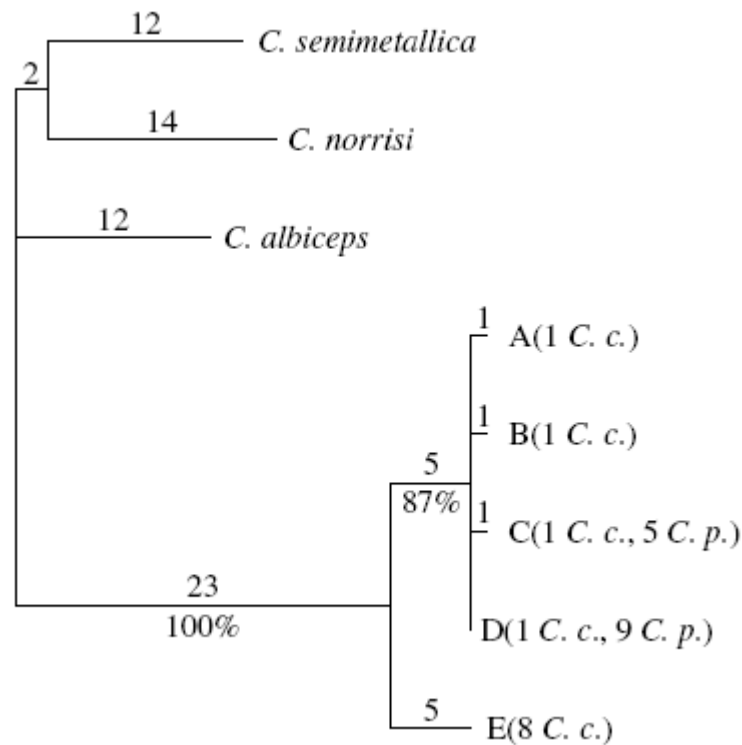 12
C. semimetallica
2
14
C. norrisi
12
C. albiceps
1
A(1 C. c.)
1
B(1 C. c.)
5
87%
1
C(1 C. c., 5 C. p.)
23
100%
D(1 C. c., 9 C. p.)
5
E(8 C. c.)